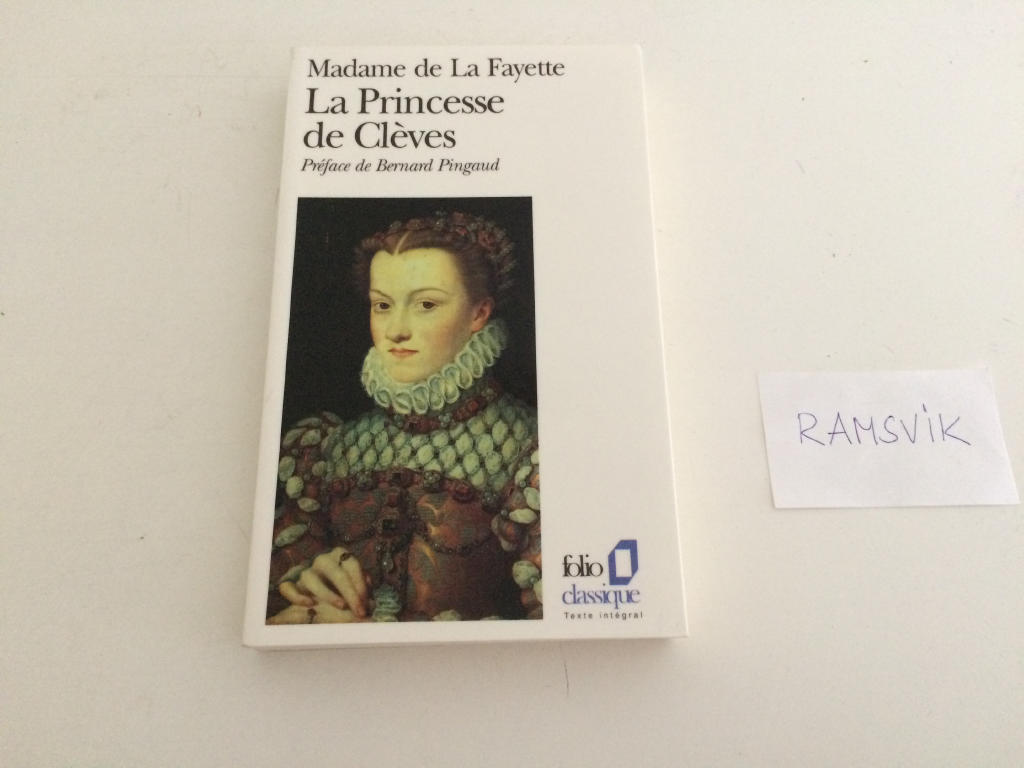 Madame de La Fayette
La Princesse
de Clèves
Préface de Bernard Pingaud
folio
classique
Texte intégral
RAMSViK